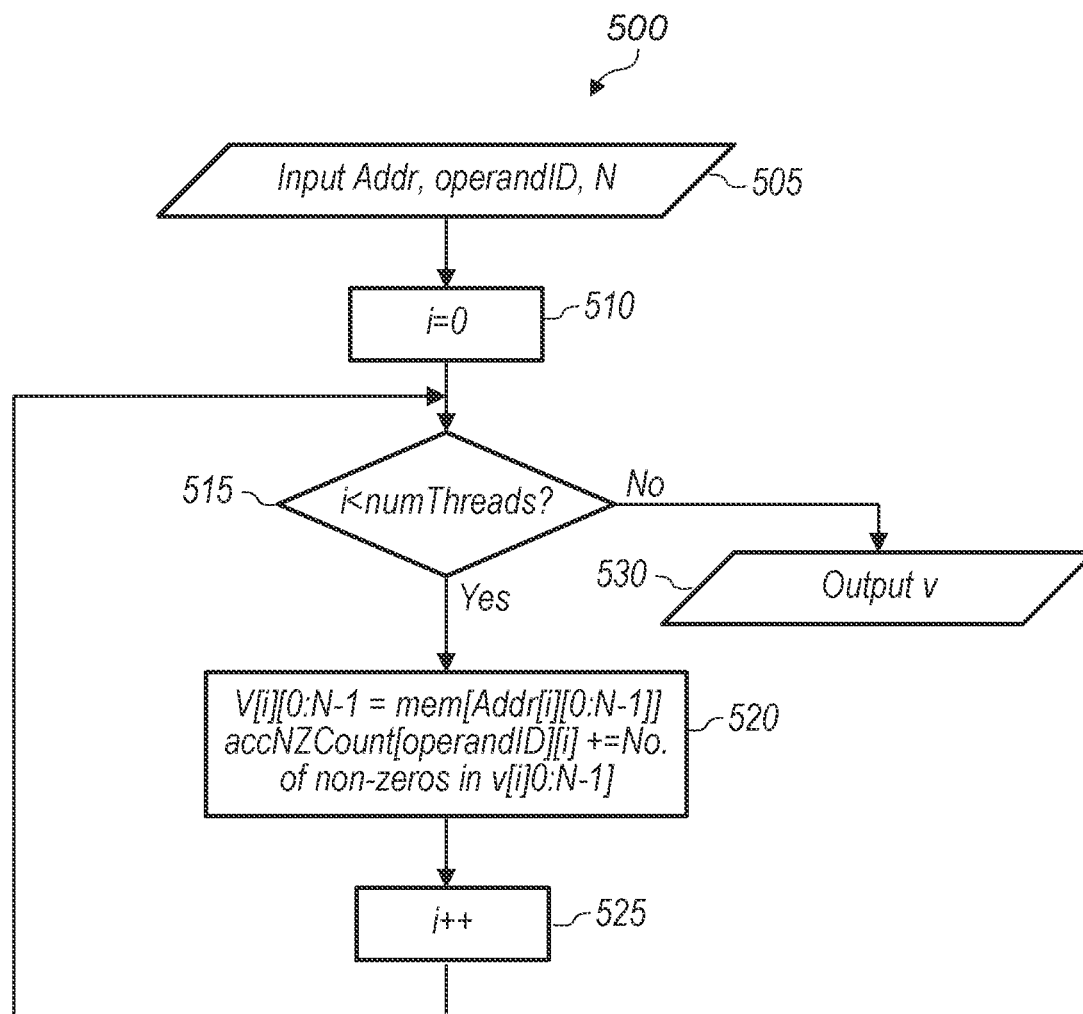 500
Input Addr, operandID, N
505
i=0
510
515
i<numThreads?
No
Yes
530
Output v
V[i][0:N-1 = mem[Addr[i][0:N-1]]
accNZCount[operandID][i] +=No.
of non-zeros in v[i]0:N-1]
520
i++
525